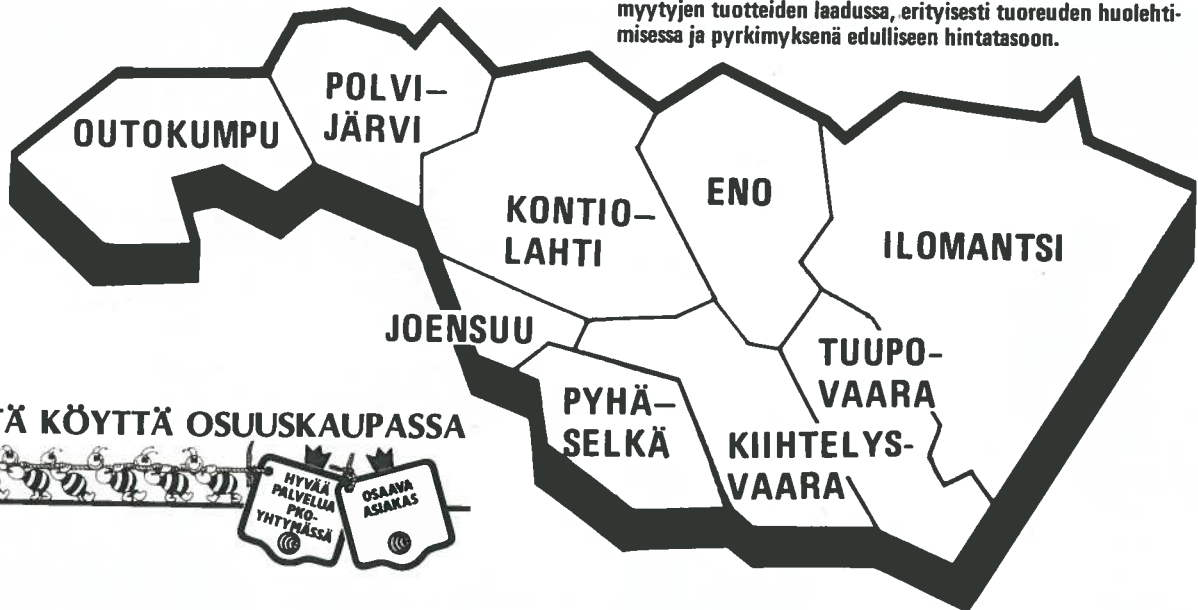 myytyjen tuotteiden laadussa, erityisesti tuoreuden huolehti-
misessa ja pyrkimyksenä edulliseen hintatasoon.
POLVI–
JÄRVI
OUTOKUMPU
KONTIO–
LAHTI
ENO
ILOMANTSI
JOENSUU
TUUPO–
VAARA
PYHÄ–
SELKÄ
KIIHTELYS-
VAARA
TÄ KÖYTTÄ OSUUSKAUPASSA
HYVÄÄ
PALVELUA
PKO-
YHTYMÄSSÄ
OSAAVA
ASIAKAS